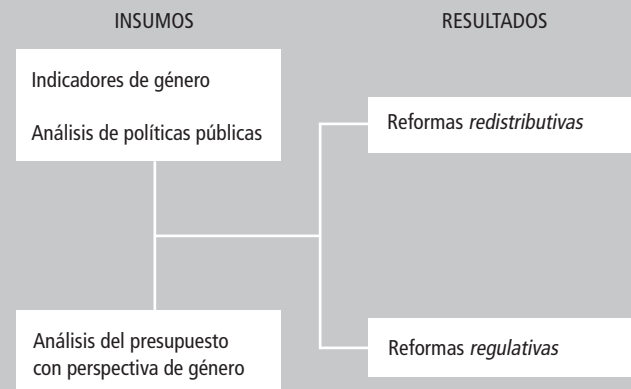 INSUMOS
RESULTADOS
Indicadores de género
Análisis de políticas públicas
Reformas redistributivas
Análisis del presupuesto
con perspectiva de género
Reformas regulativas